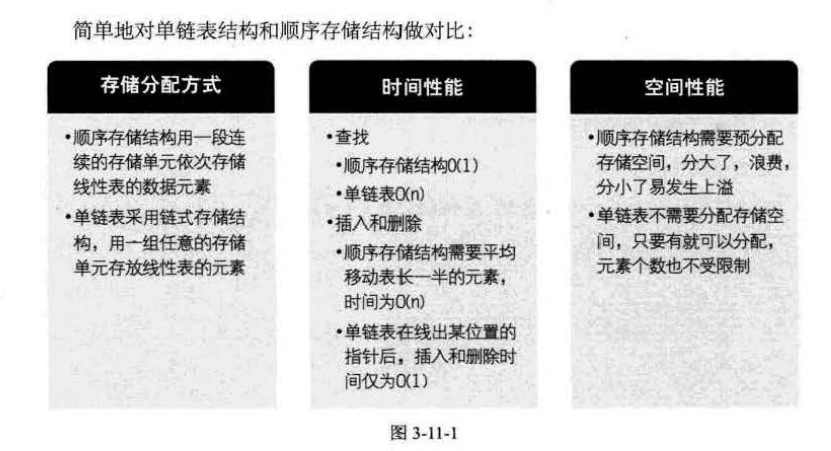 简单地对单链表结构和顺序存储结构做对比：
存储分配方式
•顺序存储结构用一段连
续的存储单元依次存储
线性表的数据元素
•单链表采用链式存储结
构，用一组任意的存储
单元存放线性表的元素
时间性能
•查找
•顺序存储结构O(1)
•单链表O(n)
•插入和删除
•顺序存储结构需要平均
移动表长一半的元素，
时间为O(n)
•单链表在线出某位置的
指针后，插入和删除时
间仅为O(1)
空间性能
•顺序存储结构需要预分配
存储空间，分大了，浪费，
分小了易发生上溢
•单链表不需要分配存储空
间，只要有就可以分配，
元素个数也不受限制
图 3-11-1